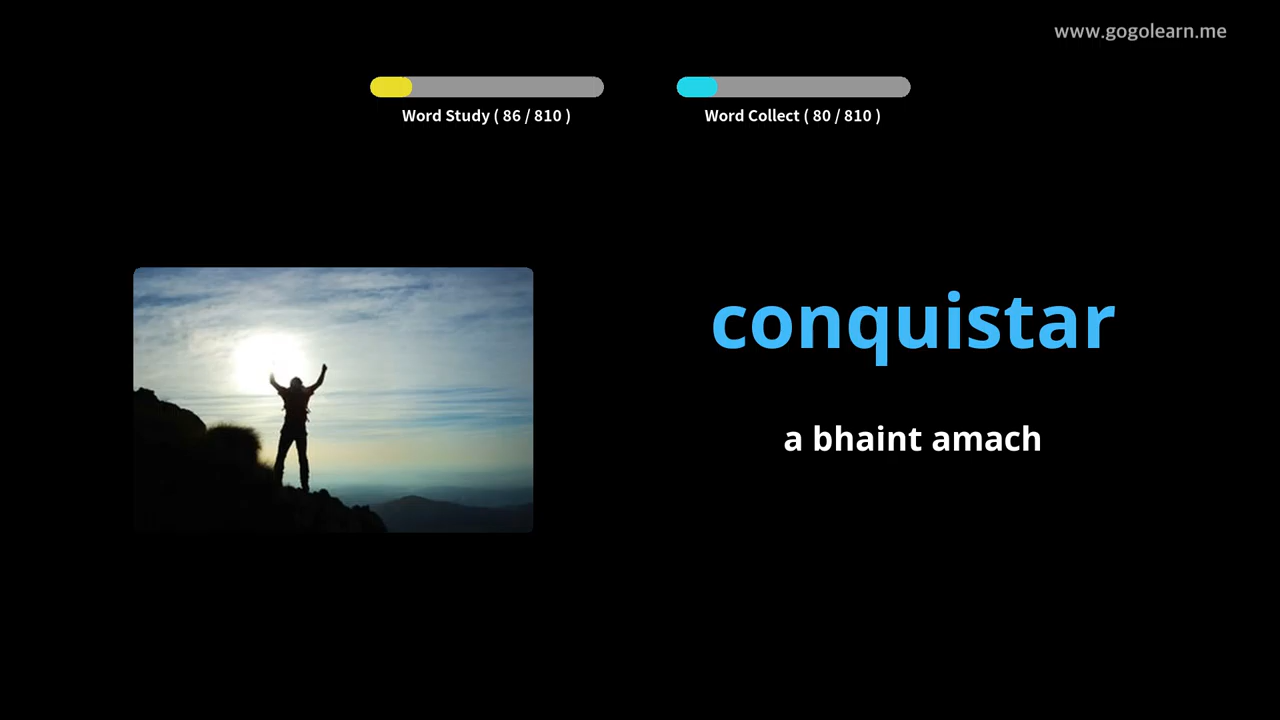 www.gogolearn.me
Word Study ( 86 / 810 )
Word Collect ( 80 / 810 )
conquistar
a bhaint amach